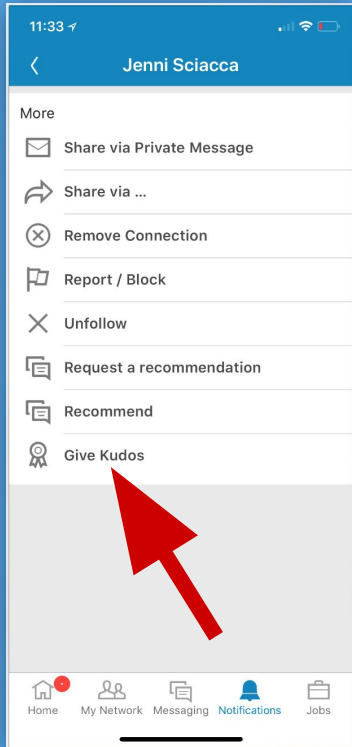 11:33
Jenni Sciacca
More
Share via Private Message
Share via ...
Remove Connection
Report / Block
Unfollow
Request a recommendation
Recommend
Give Kudos
Home My Network Messaging Notifications Jobs